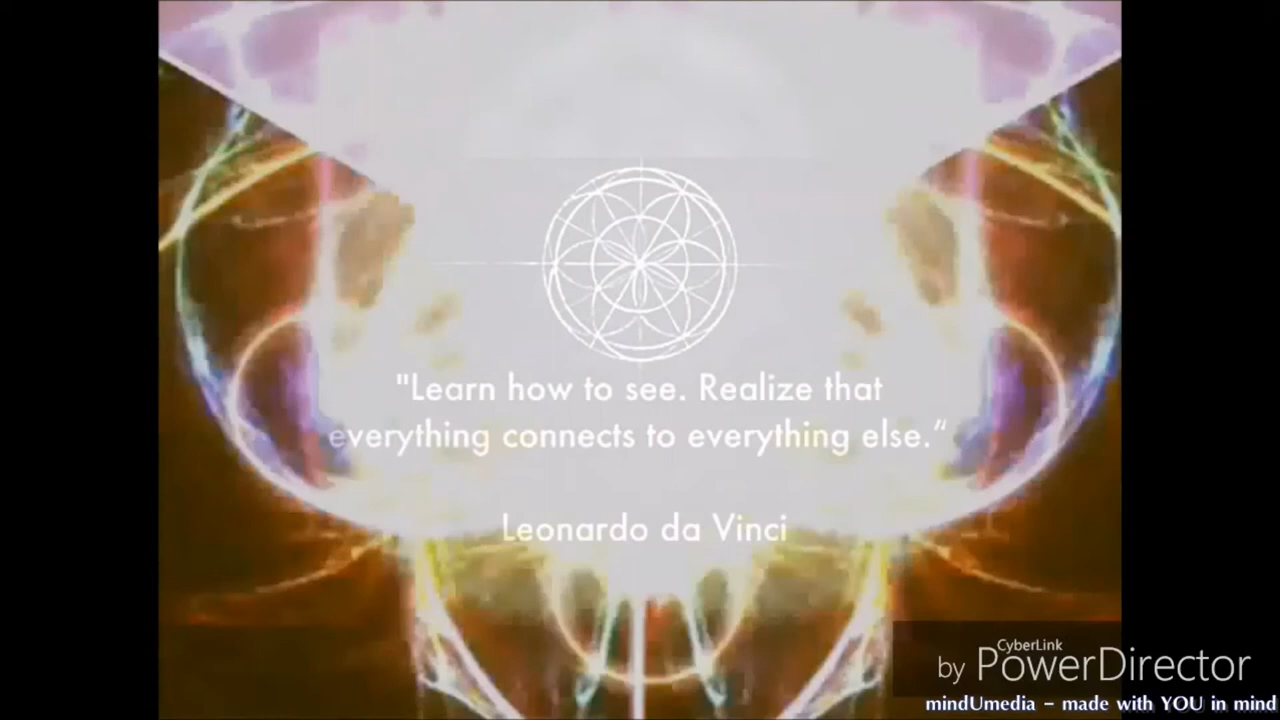 "Learn how to see. Realize that
everything connects to everything else.“
Leonardo da Vinci
CyberLink
by PowerDirector
mindUmedia – made with YOU in mind